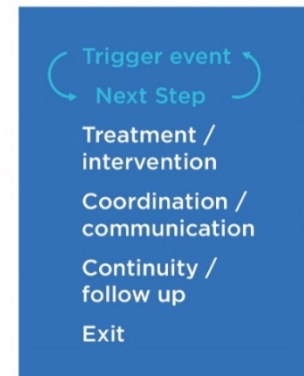 Trigger event
Next Step
Treatment /
intervention
Coordination /
communication
Continuity /
follow up
Exit